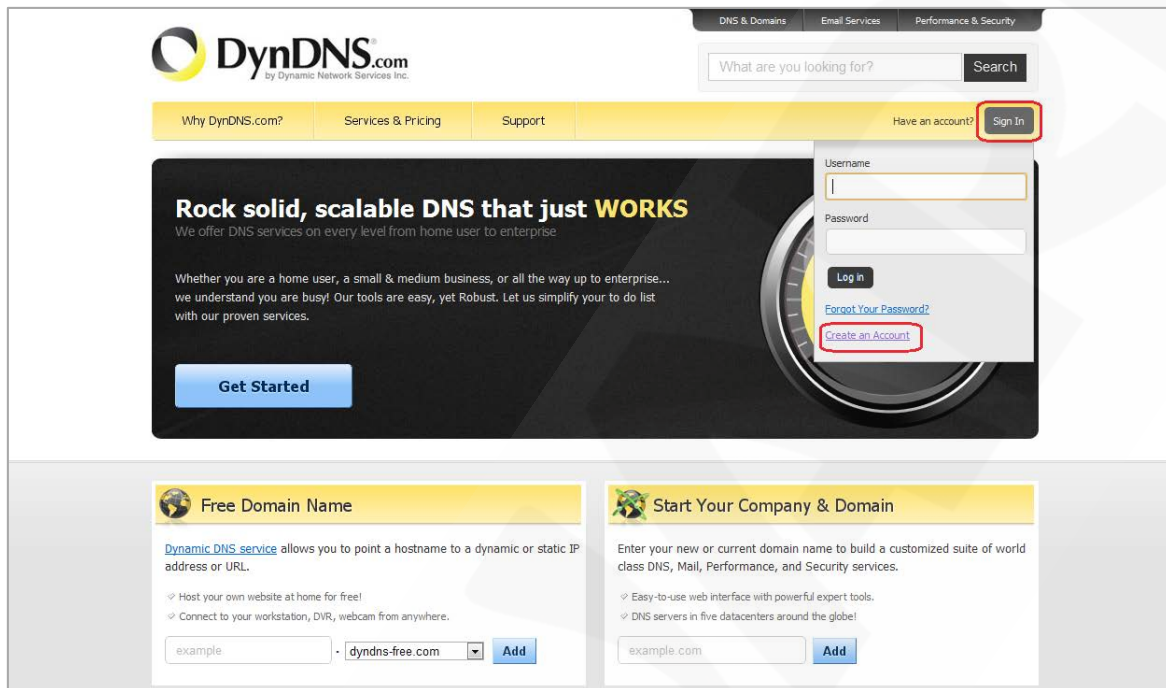 DNS & Domains Email Services Performance & Security
DynDNS.com
by Dynamic Network Services Inc.
What are you looking for? Search
Why DynDNS.com? Services & Pricing Support Have an account? Sign In
Username
Password
Log in
Forgot Your Password?
Create an Account
Rock solid, scalable DNS that just WORKS
We offer DNS services on every level from home user to enterprise
Whether you are a home user, a small & medium business, or all the way up to enterprise...
we understand you are busy! Our tools are easy, yet Robust. Let us simplify your to do list
with our proven services.
Get Started
Free Domain Name
Dynamic DNS service allows you to point a hostname to a dynamic or static IP
address or URL.
Host your own website at home for free!
Connect to your workstation, DVR, webcam from anywhere.
example . dyndns-free.com Add
Start Your Company & Domain
Enter your new or current domain name to build a customized suite of world
class DNS, Mail, Performance, and Security services.
Easy-to-use web interface with powerful expert tools.
DNS servers in five datacenters around the globe!
example.com Add